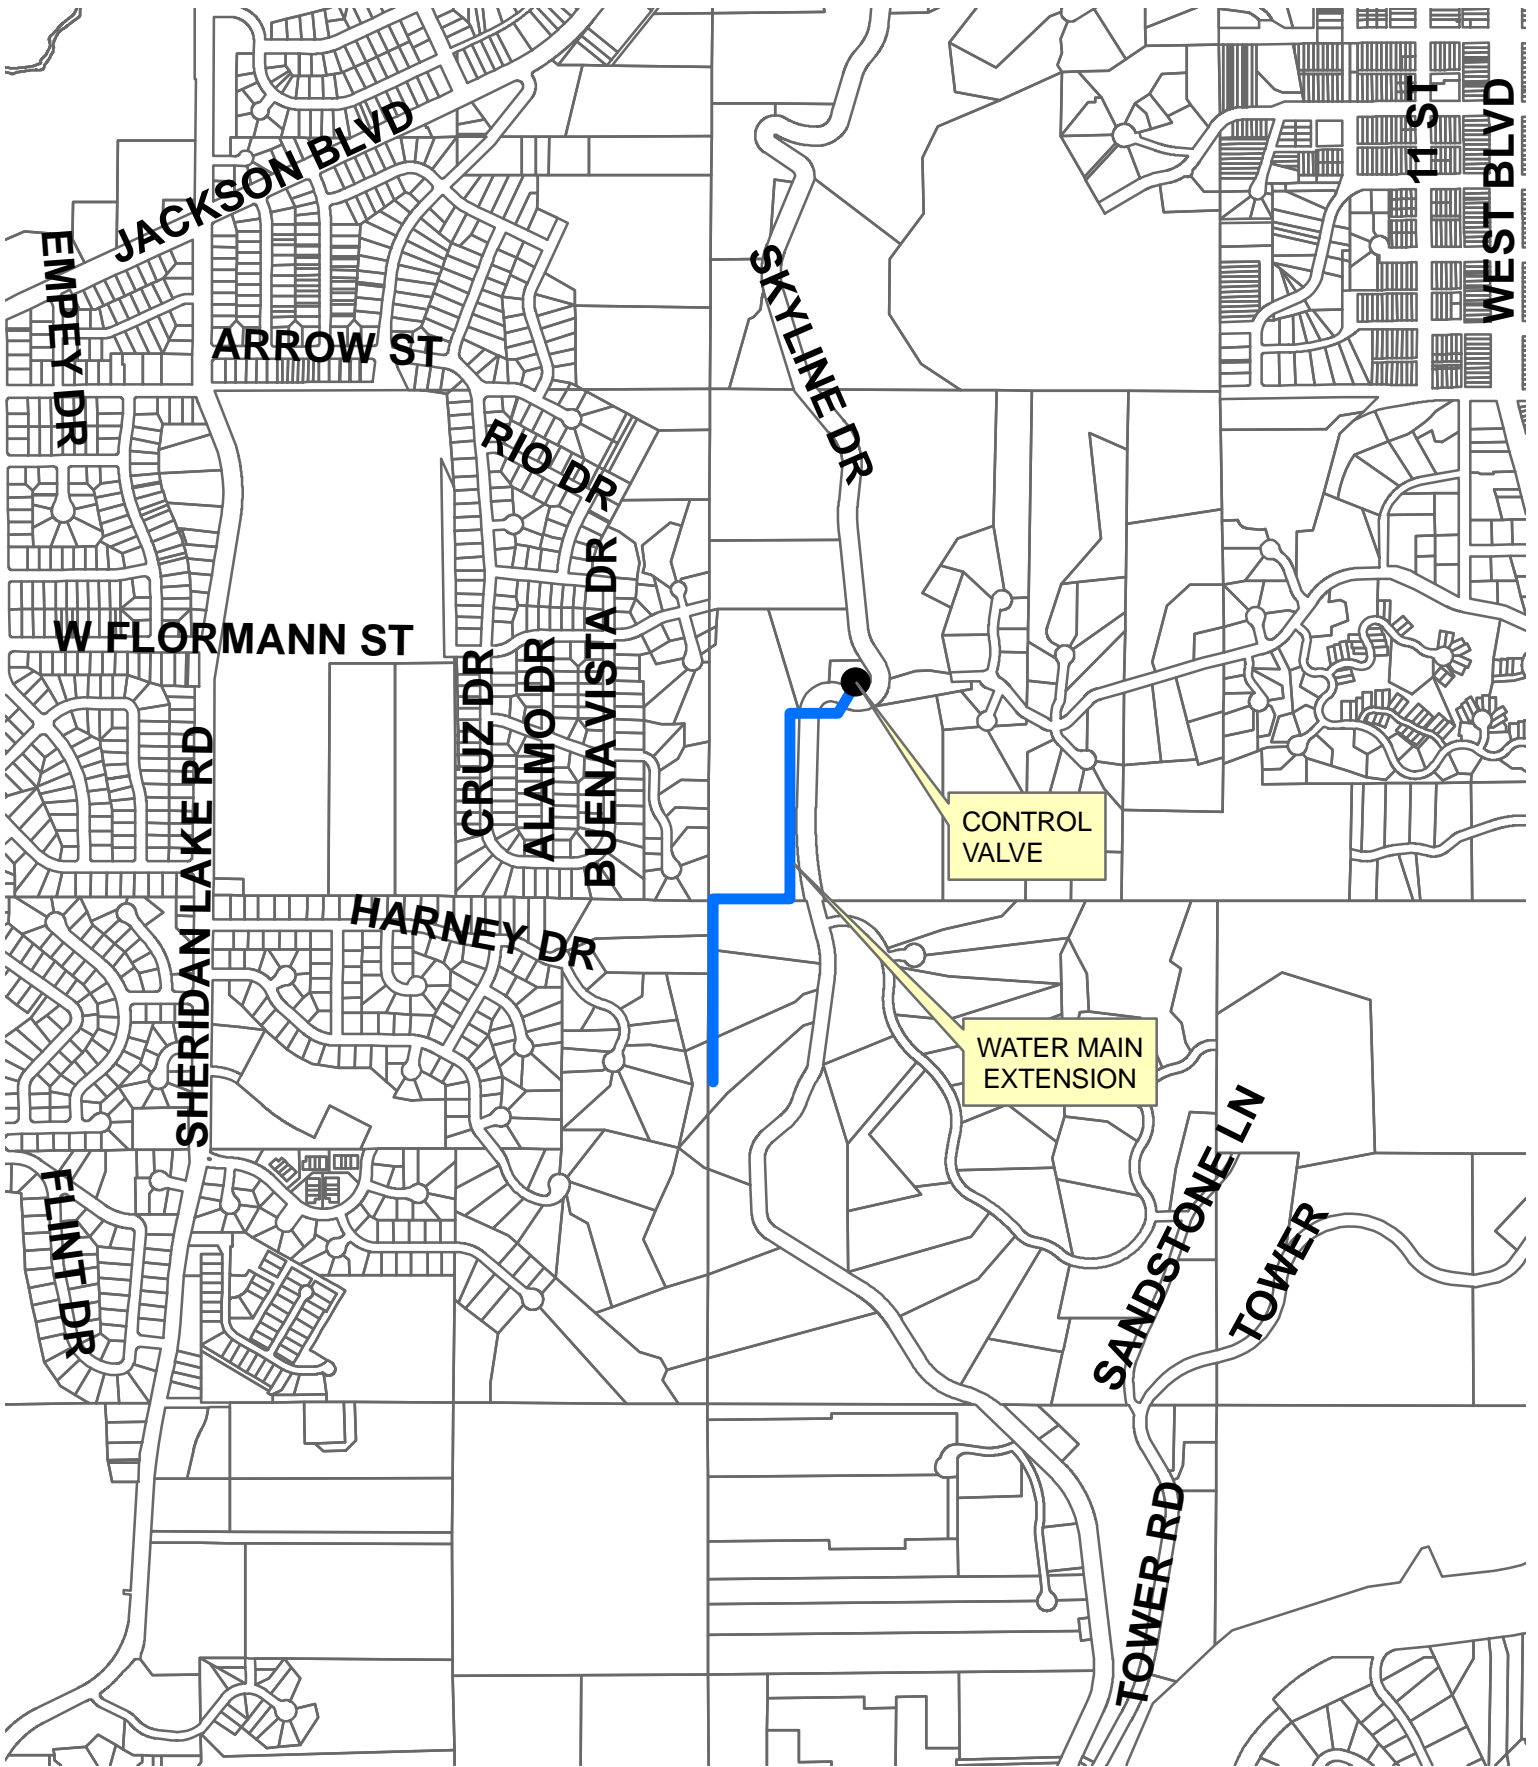 JACKSON BLVD
11 ST
WEST BLVD
EMPEY DR
ARROW ST
SKYLINE DR
RIO DR
W FLORMANN ST
CRUZ DR
ALAMO DR
BUENA VISTA DR
SHERIDAN LAKE RD
CONTROL
VALVE
HARNEY DR
WATER MAIN
EXTENSION
FLINT DR
SANDSTONE LN
TOWER
TOWER RD